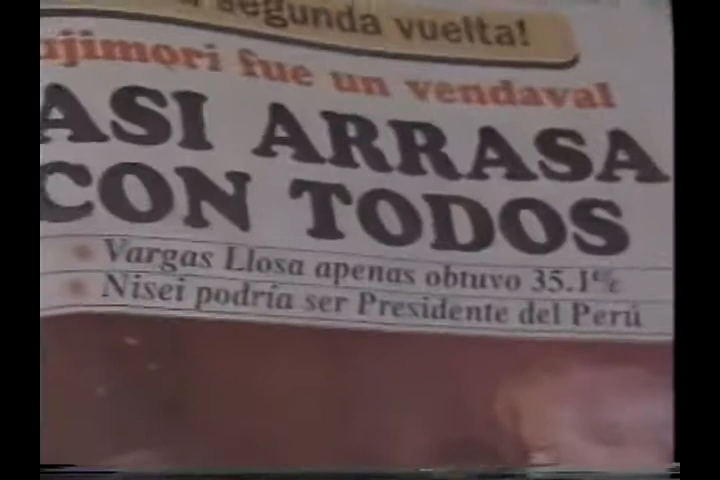 segunda vuelta!
ujimori fue un vendaval
ASI ARRASA
CON TODOS
Vargas Llosa apenas obtuvo 35.1%
Nisei podría ser Presidente del Perú